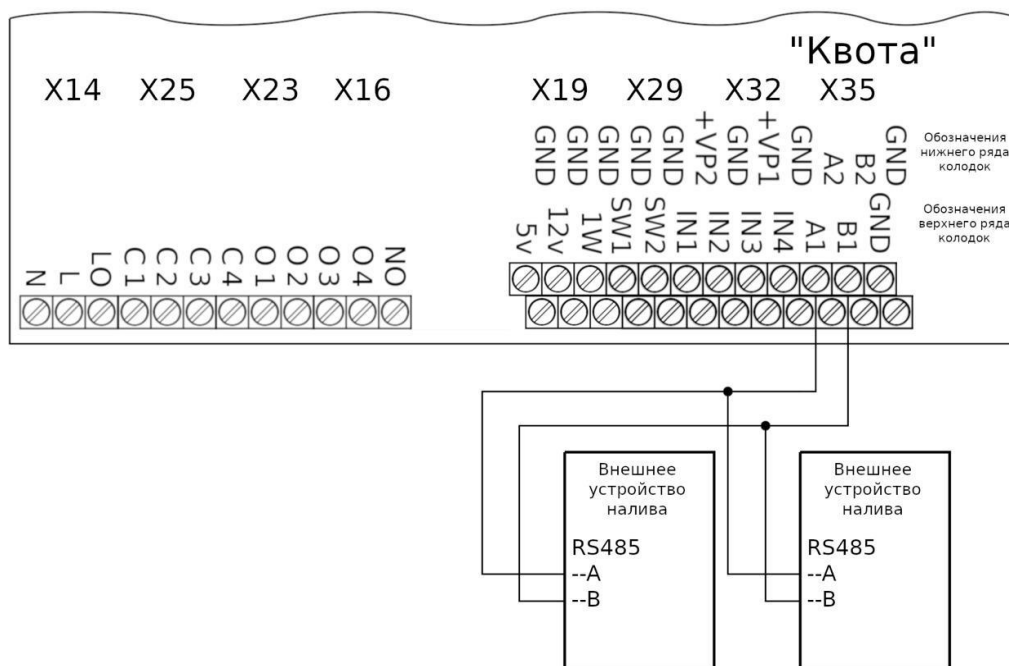 "Квота"
X14 X25 X23 X16 X19 X29 X32 X35
GND GND GND GND GND +VP2 GND +VP1 GND A2 B2 GND
Обозначения
нижнего ряда
колодок
5v 12v 1W SW1 SW2 IN1 IN2 IN3 IN4 A1 B1 GND
Обозначения
верхнего ряда
колодок
N L LO C1 C2 C3 C4 O1 O2 O3 O4 NO
Внешнее
устройство
налива
RS485
--A
--B
Внешнее
устройство
налива
RS485
--A
--B